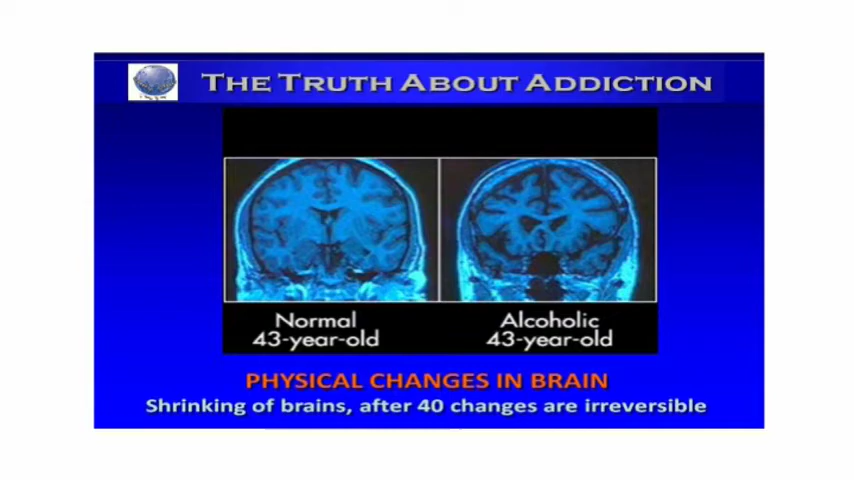 THE TRUTH ABOUT ADDICTION
Normal
43-year-old
Alcoholic
43-year-old
PHYSICAL CHANGES IN BRAIN
Shrinking of brains, after 40 changes are irreversible